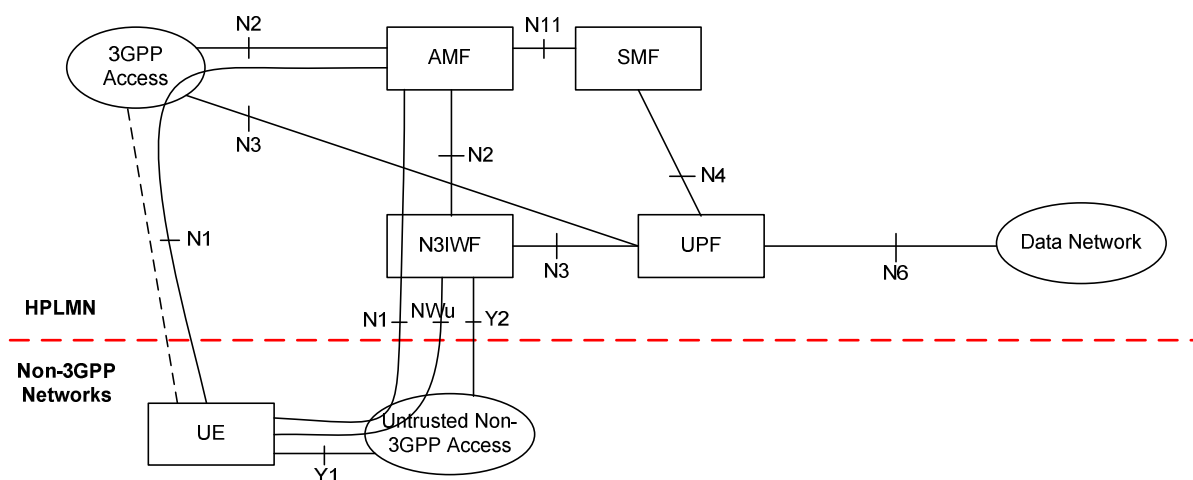 N2
N11
3GPP
Access
AMF
SMF
N3
N2
N4
N1
N3IWF
UPF
Data Network
N3
N6
HPLMN
N1
NWu
Y2
Non-3GPP
Networks
UE
Untrusted Non-
3GPP Access
Y1